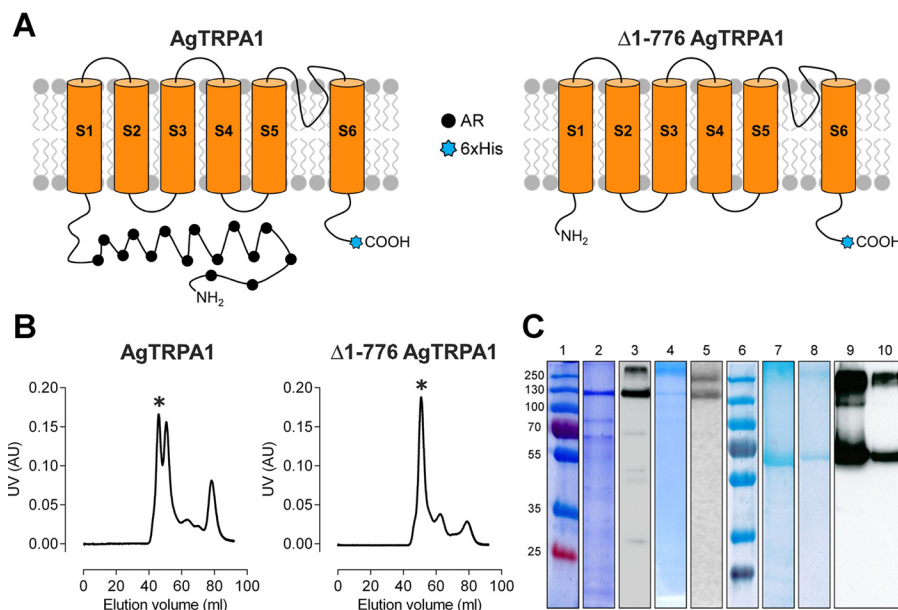 A
AgTRPA1
Δ1-776 AgTRPA1
S1 S2 S3 S4 S5 S6
AR
6xHis
S1 S2 S3 S4 S5 S6
COOH
NH2
NH2
COOH
B
AgTRPA1
Δ1-776 AgTRPA1
0.20
0.15
0.10
0.05
0.00
UV (AU)
*
0 20 40 60 80 100
Elution volume (ml)
0.20
0.15
0.10
0.05
0.00
UV (AU)
*
0 20 40 60 80 100
Elution volume (ml)
C
1 2 3 4 5 6 7 8 9 10
250
130
100
70
55
35
25